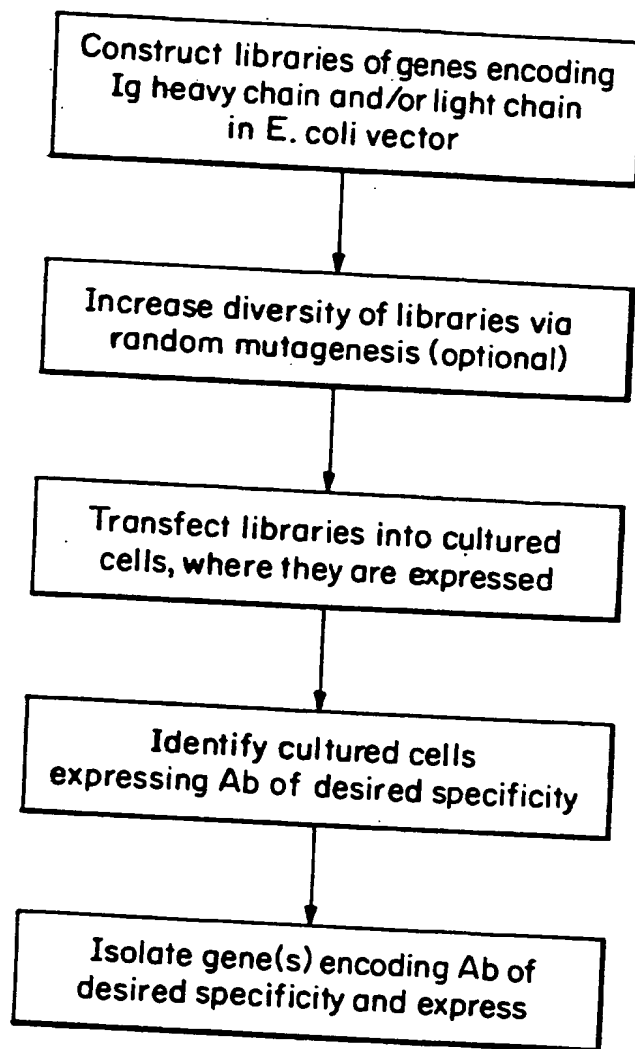 Construct libraries of genes encoding
Ig heavy chain and/or light chain
in E. coli vector
Increase diversity of libraries via
random mutagenesis (optional)
Transfect libraries into cultured
cells, where they are expressed
Identify cultured cells
expressing Ab of desired specificity
Isolate gene(s) encoding Ab of
desired specificity and express